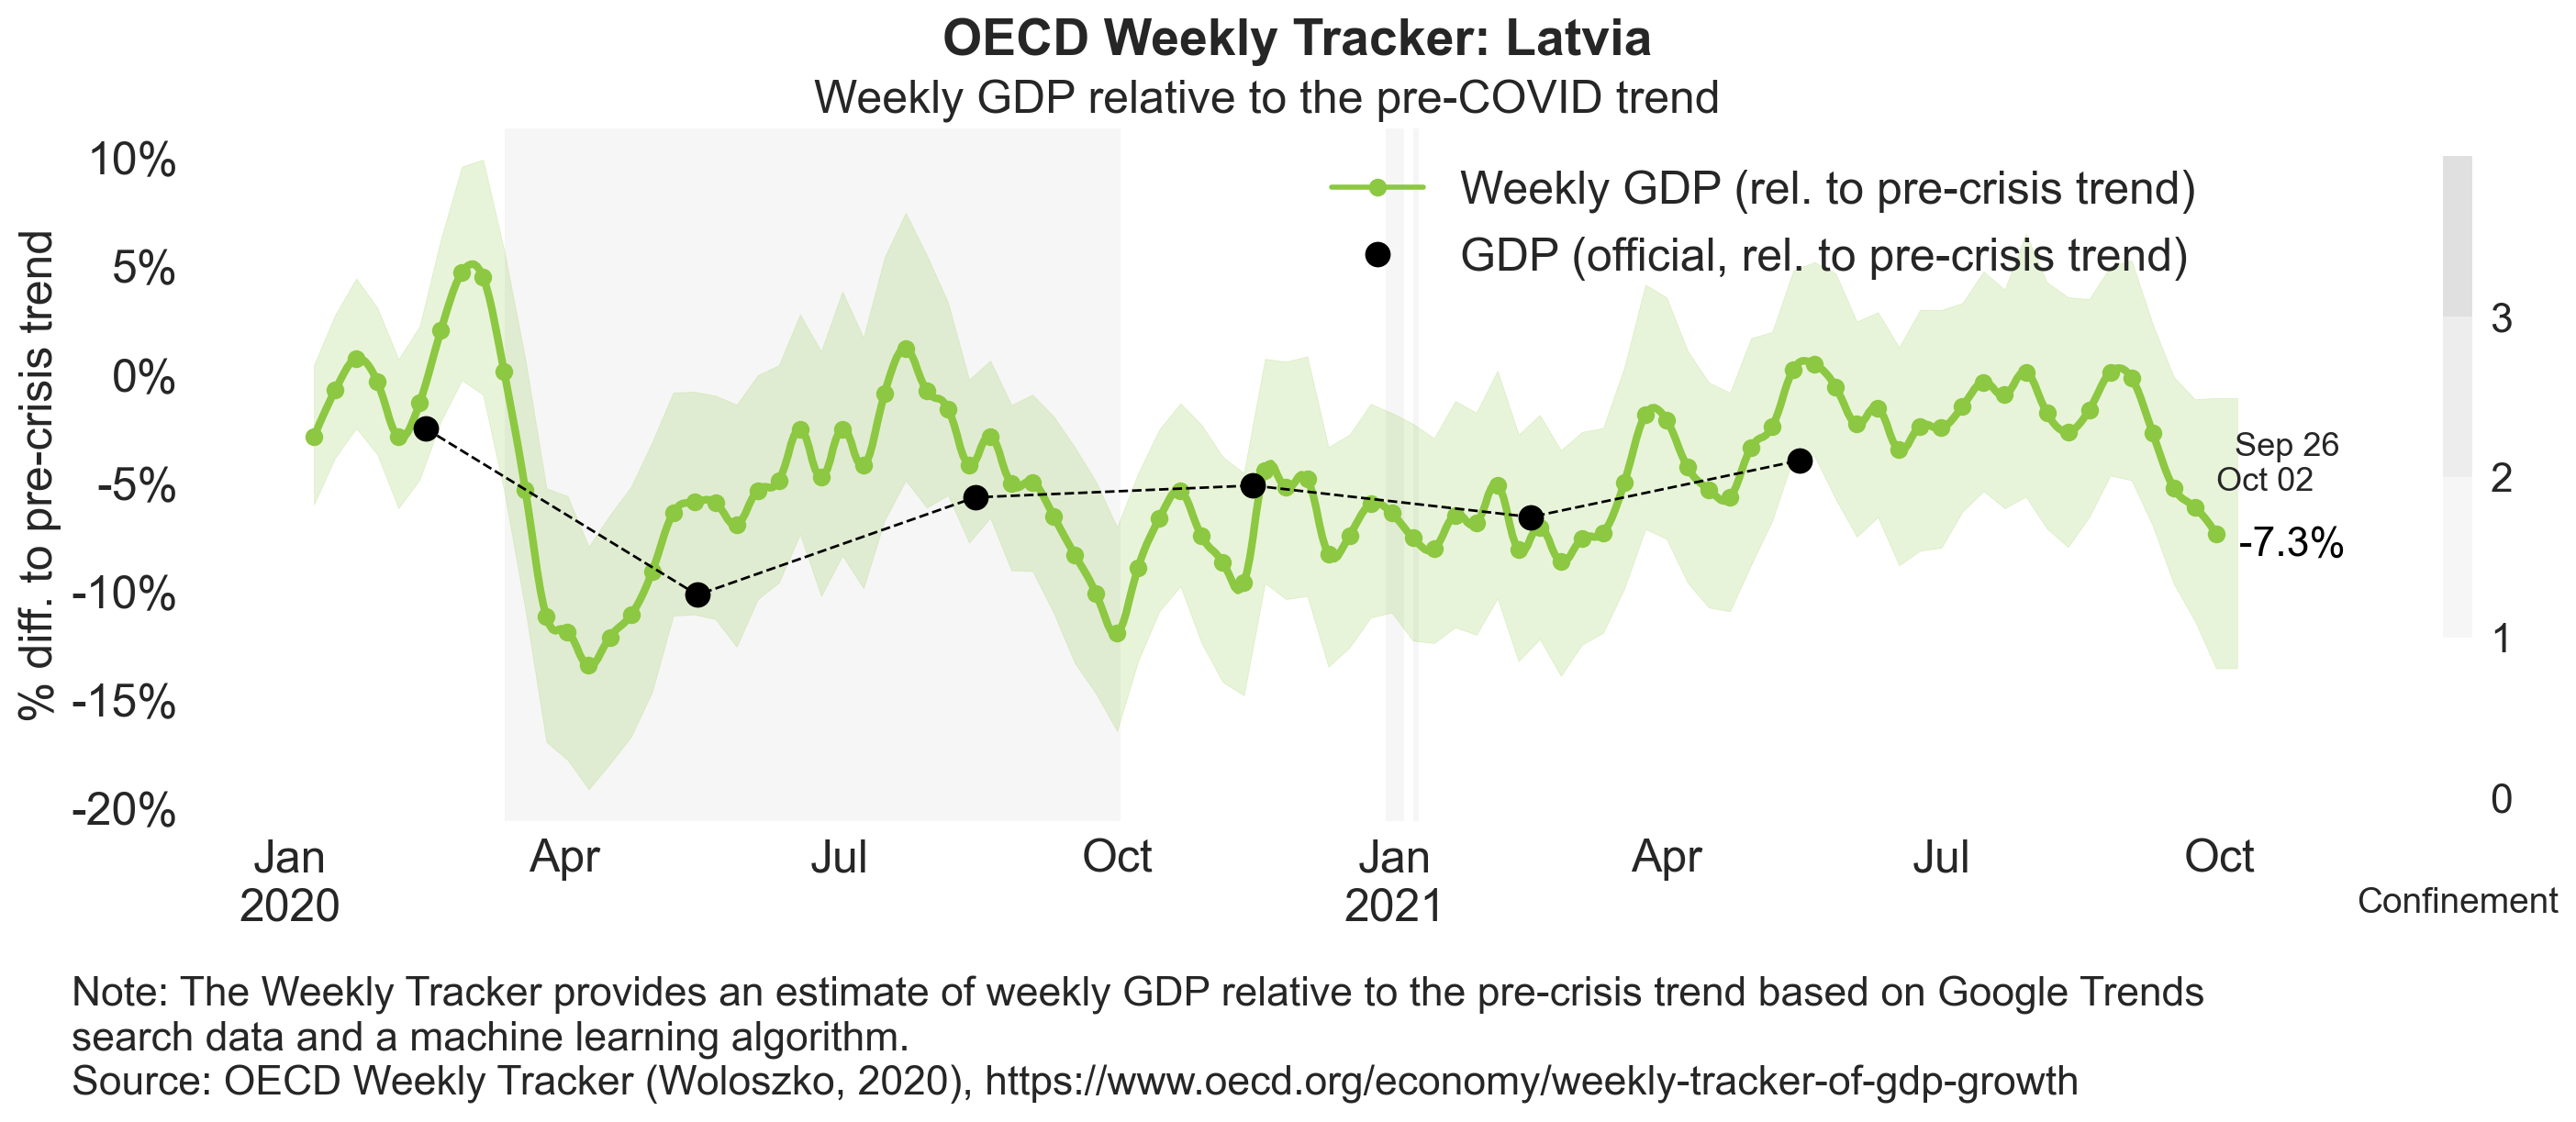 OECD Weekly Tracker: Latvia
Weekly GDP relative to the pre-COVID trend
% diff. to pre-crisis trend
10%
5%
0%
-5%
-10%
-15%
-20%
Weekly GDP (rel. to pre-crisis trend)
GDP (official, rel. to pre-crisis trend)
Sep 26
Oct 02
-7.3%
3
2
1
0
Confinement
Jan Apr Jul Oct Jan Apr Jul Oct
2020 2021
Note: The Weekly Tracker provides an estimate of weekly GDP relative to the pre-crisis trend based on Google Trends
search data and a machine learning algorithm.
Source: OECD Weekly Tracker (Woloszko, 2020), https://www.oecd.org/economy/weekly-tracker-of-gdp-growth